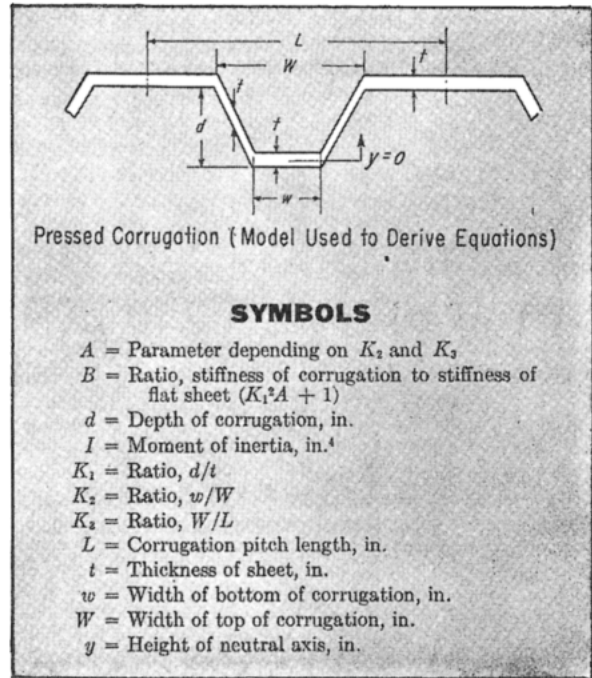 L
W
t
t
d
t
y=0
w
Pressed Corrugation (Model Used to Derive Equations)
SYMBOLS
A = Parameter depending on K₂ and K₃
B = Ratio, stiffness of corrugation to stiffness of
flat sheet (K₁²A + 1)
d = Depth of corrugation, in.
I = Moment of inertia, in.⁴
K₁ = Ratio, d/t
K₂ = Ratio, w/W
K₃ = Ratio, W/L
L = Corrugation pitch length, in.
t = Thickness of sheet, in.
w = Width of bottom of corrugation, in.
W = Width of top of corrugation, in.
y = Height of neutral axis, in.